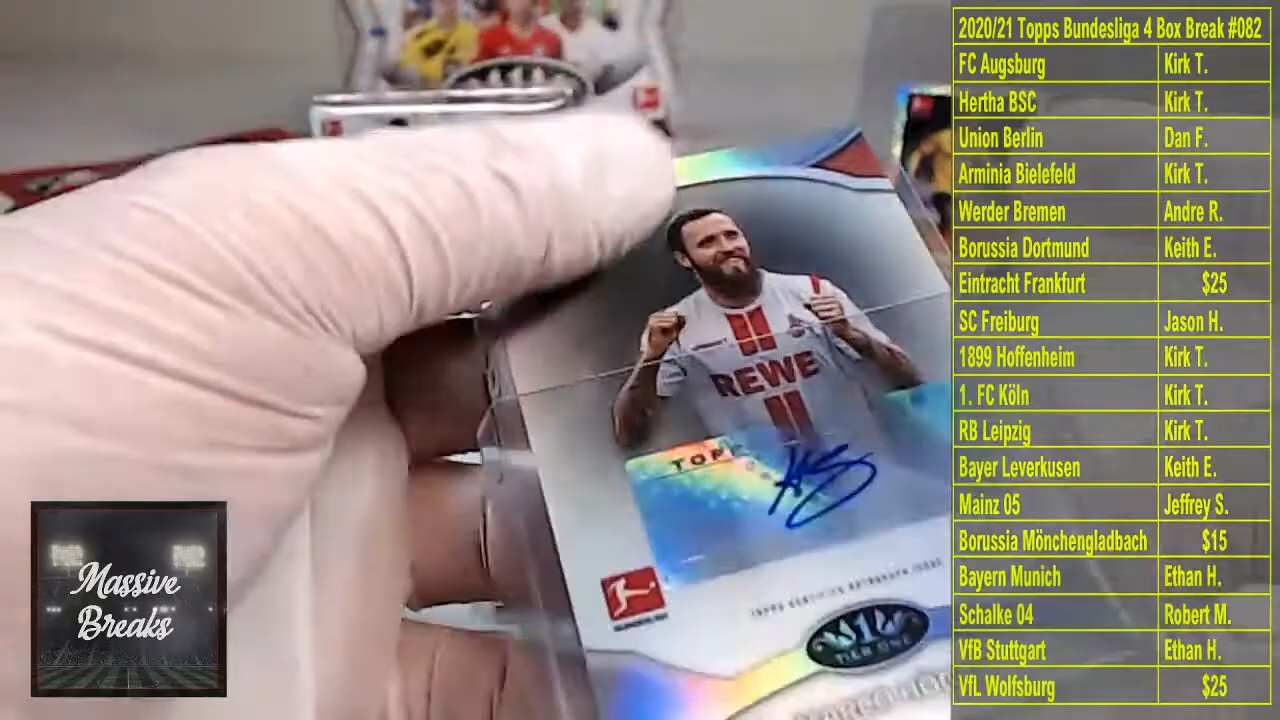 2020/21 Topps Bundesliga 4 Box Break #082
FC Augsburg Kirk T.
Hertha BSC Kirk T.
Union Berlin Dan F.
Arminia Bielefeld Kirk T.
Werder Bremen Andre R.
Borussia Dortmund Keith E.
Eintracht Frankfurt $25
SC Freiburg Jason H.
1899 Hoffenheim Kirk T.
1. FC Köln Kirk T.
RB Leipzig Kirk T.
Bayer Leverkusen Keith E.
Mainz 05 Jeffrey S.
Borussia Mönchengladbach $15
Bayern Munich Ethan H.
Schalke 04 Robert M.
VfB Stuttgart Ethan H.
VfL Wolfsburg $25
REWE
TOPPS CERTIFIED AUTOGRAPH ISSUE
Massive
Breaks